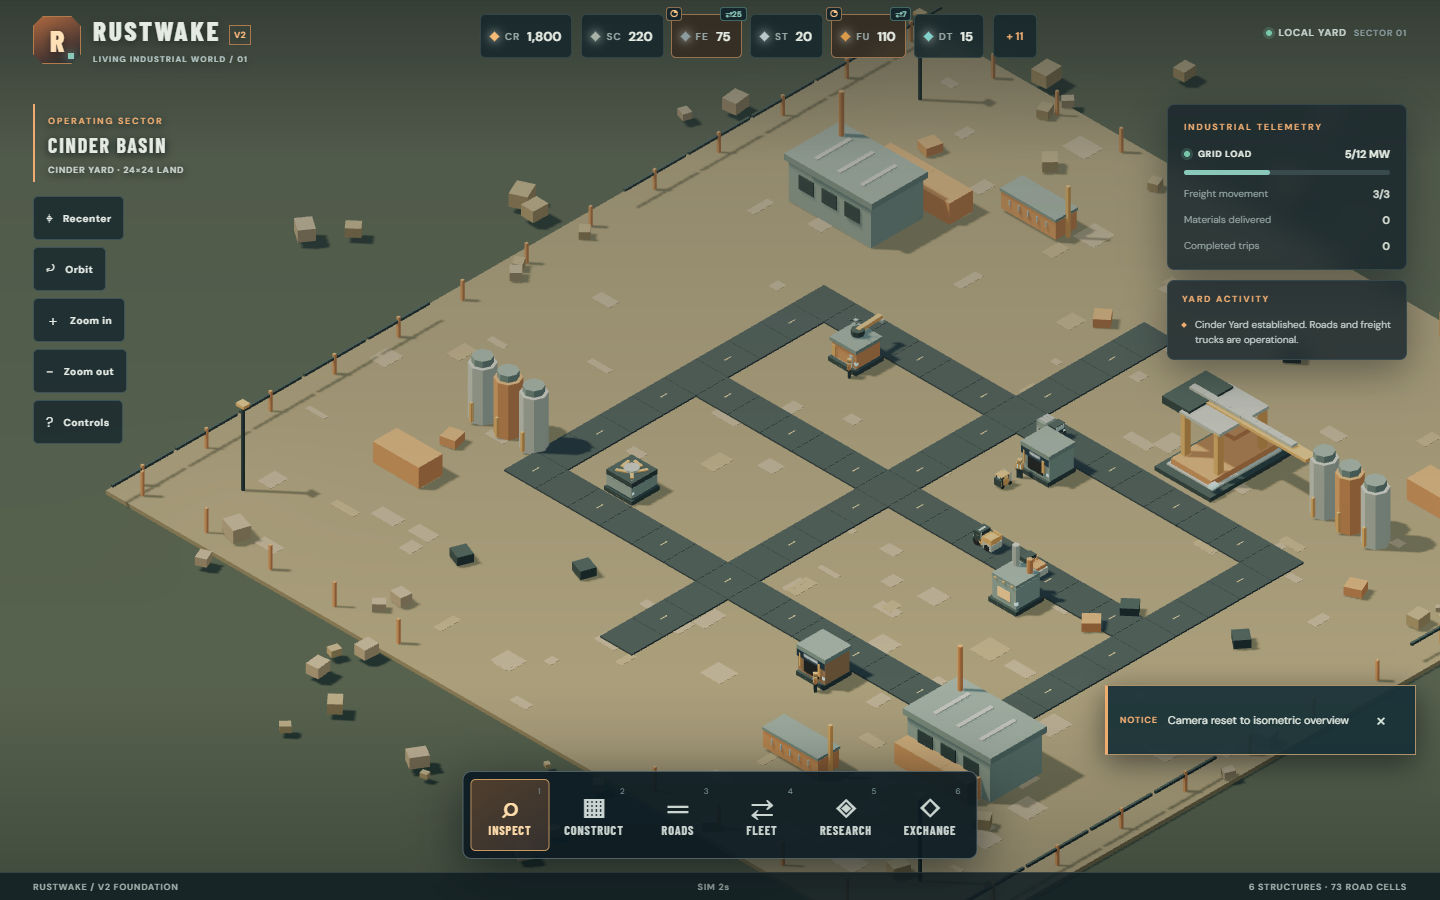 R RUSTWAKE V2
LIVING INDUSTRIAL WORLD / 01
CR 1,800
SC 220
FE 75
⇄25
ST 20
FU 110
⇄7
DT 15
+ 11
LOCAL YARD SECTOR 01
OPERATING SECTOR
CINDER BASIN
CINDER YARD · 24×24 LAND
Recenter
Orbit
+ Zoom in
− Zoom out
? Controls
INDUSTRIAL TELEMETRY
GRID LOAD 5/12 MW
Freight movement 3/3
Materials delivered 0
Completed trips 0
YARD ACTIVITY
Cinder Yard established. Roads and freight
trucks are operational.
NOTICE Camera reset to isometric overview ×
1 INSPECT
2 CONSTRUCT
3 ROADS
4 FLEET
5 RESEARCH
6 EXCHANGE
RUSTWAKE / V2 FOUNDATION
SIM 2s
6 STRUCTURES · 73 ROAD CELLS